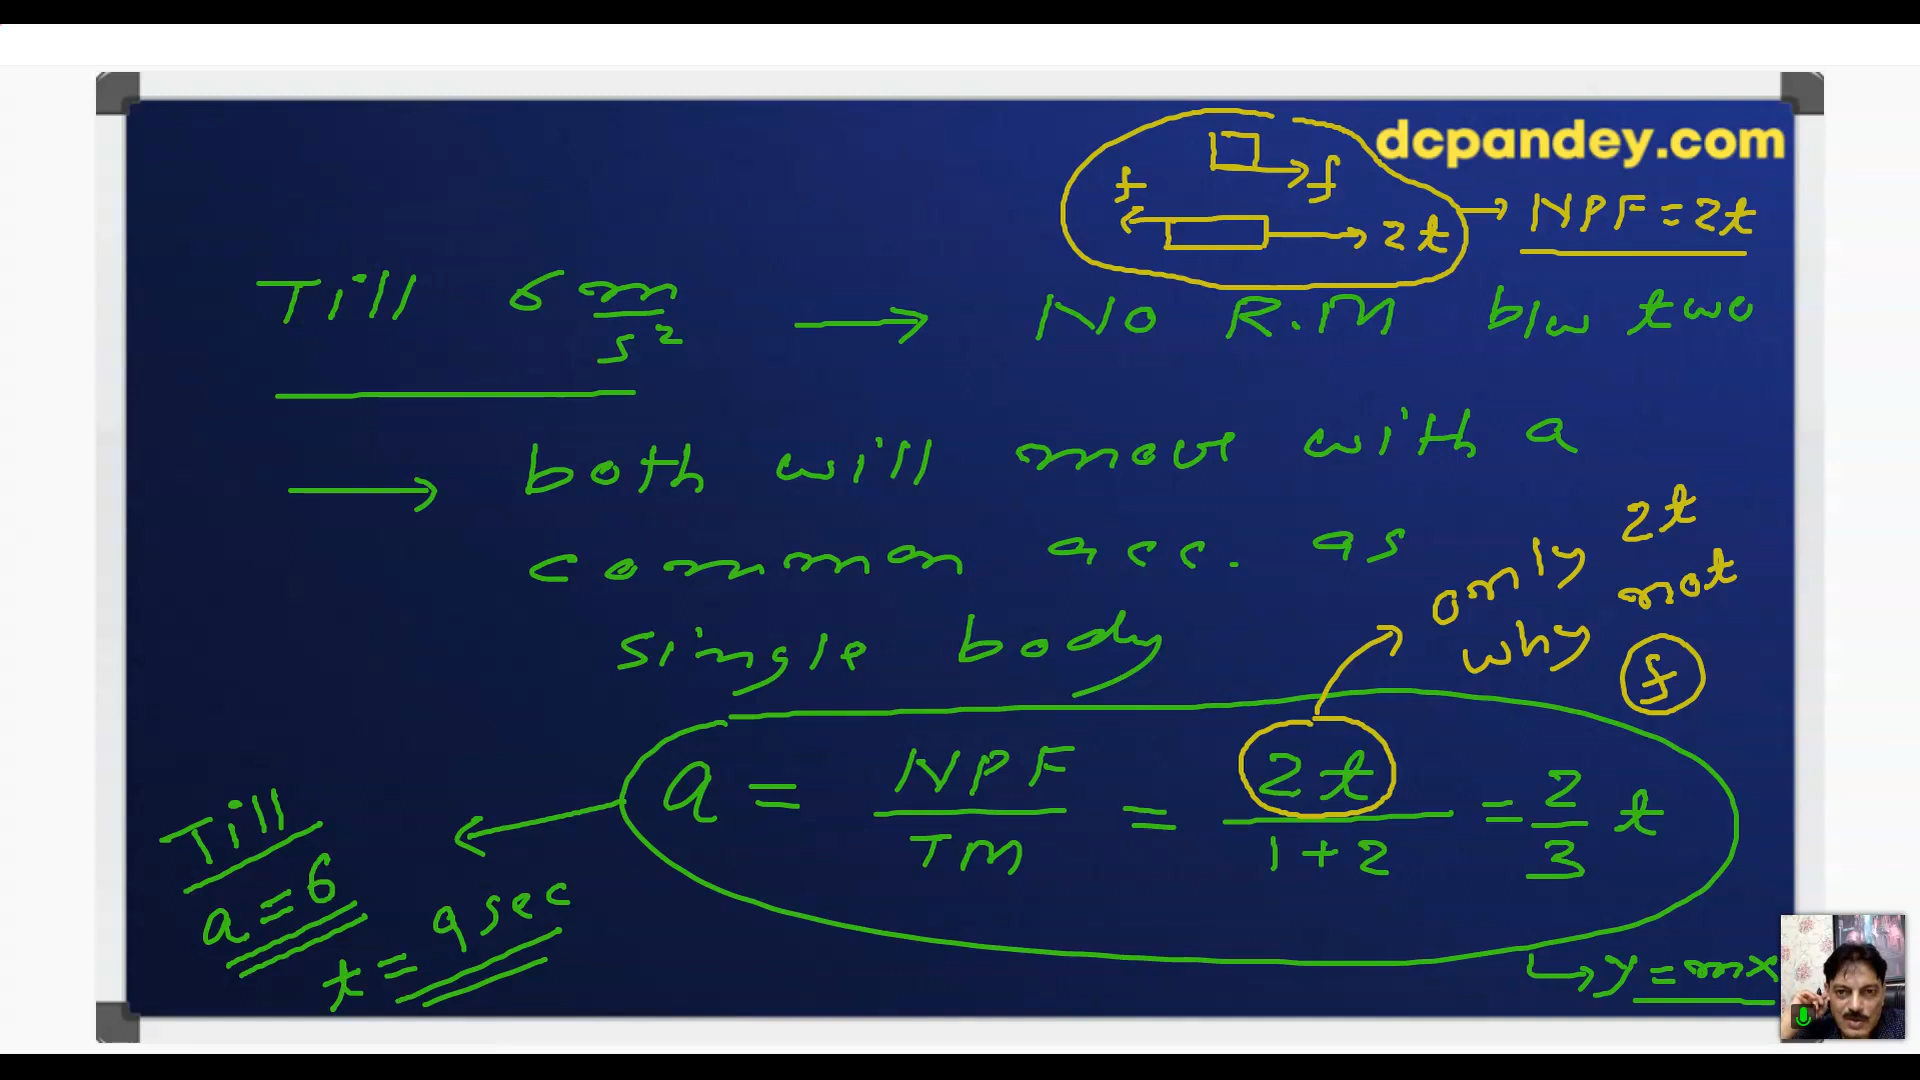 dcpandey.com
f
f
2t
→ NPF = 2t
Till 6 m/s² → No R.M b/w two
→ both will move with a
common acc. as
single body
only 2t
why not
f
a = NPF/TM = 2t/(1+2) = 2/3 t
Till
a = 6
t = 9 sec
↳ y = mx